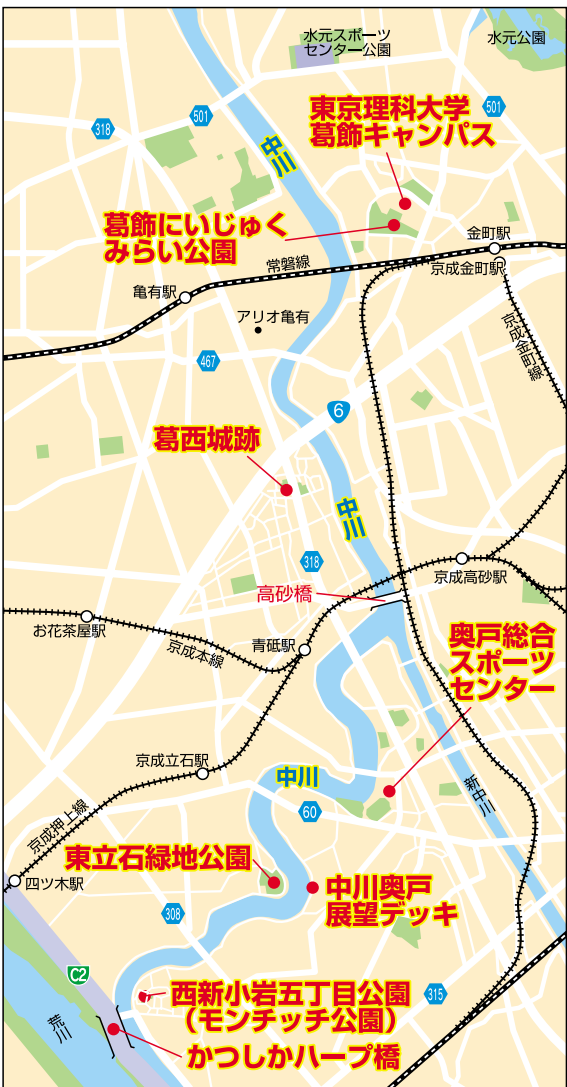 水元スポーツ
センター公園
水元公園
318
501
501
東京理科大学
葛飾キャンパス
中川
葛飾にいじゅく
みらい公園
金町駅
京成金町駅
常磐線
亀有駅
アリオ亀有
京成金町線
467
6
葛西城跡
中川
318
高砂橋
京成高砂駅
お花茶屋駅
京成本線
青砥駅
奥戸総合
スポーツ
センター
京成立石駅
中川
新中川
60
京成押上線
東立石緑地公園
四ツ木駅
中川奥戸
展望デッキ
308
C2
西新小岩五丁目公園
（モンチッチ公園）
315
荒川
かつしかハープ橋